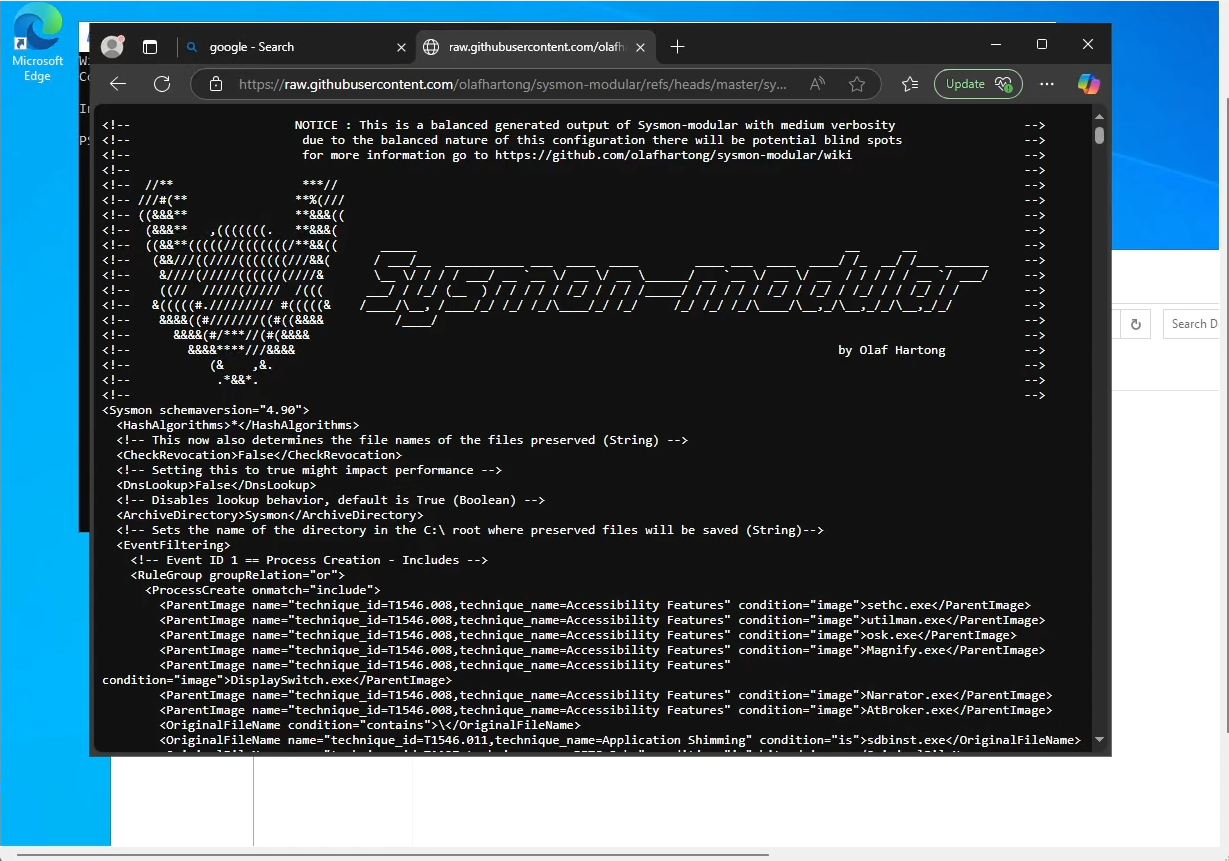 Microsoft
Edge
google - Search
raw.githubusercontent.com/olafh
https://raw.githubusercontent.com/olafhartong/sysmon-modular/refs/heads/master/sy...
Update
Search D
<!-- NOTICE : This is a balanced generated output of Sysmon-modular with medium verbosity -->
<!-- due to the balanced nature of this configuration there will be potential blind spots -->
<!-- for more information go to https://github.com/olafhartong/sysmon-modular/wiki -->
<!-- -->
<!-- //** ***// -->
<!-- ///#(** **%(/// -->
<!-- ((&&&** **&&&(( -->
<!-- (&&&** ,(((((((. **&&&( -->
<!-- ((&&**(((((//(((((((/**&&(( -->
<!-- (&&///((////(((((((///&&( -->
<!-- &////(/////(((((/(////& -->
<!-- ((// /////(///// /(((( -->
<!-- &(((((#.///////// #(((((& -->
<!-- &&&&((#///////((#((&&&& -->
<!-- &&&&(#/***//(#(&&&& -->
<!-- &&&&****///&&&& by Olaf Hartong -->
<!-- (& ,&. -->
<!-- .*&&*. -->
<!-- -->
Sysmon-modular
<Sysmon schemaversion="4.90">
<HashAlgorithms>*</HashAlgorithms>
<!-- This now also determines the file names of the files preserved (String) -->
<CheckRevocation>False</CheckRevocation>
<!-- Setting this to true might impact performance -->
<DnsLookup>False</DnsLookup>
<!-- Disables lookup behavior, default is True (Boolean) -->
<ArchiveDirectory>Sysmon</ArchiveDirectory>
<!-- Sets the name of the directory in the C:\ root where preserved files will be saved (String)-->
<EventFiltering>
<!-- Event ID 1 == Process Creation - Includes -->
<RuleGroup groupRelation="or">
<ProcessCreate onmatch="include">
<ParentImage name="technique_id=T1546.008,technique_name=Accessibility Features" condition="image">sethc.exe</ParentImage>
<ParentImage name="technique_id=T1546.008,technique_name=Accessibility Features" condition="image">utilman.exe</ParentImage>
<ParentImage name="technique_id=T1546.008,technique_name=Accessibility Features" condition="image">osk.exe</ParentImage>
<ParentImage name="technique_id=T1546.008,technique_name=Accessibility Features" condition="image">Magnify.exe</ParentImage>
<ParentImage name="technique_id=T1546.008,technique_name=Accessibility Features"
condition="image">DisplaySwitch.exe</ParentImage>
<ParentImage name="technique_id=T1546.008,technique_name=Accessibility Features" condition="image">Narrator.exe</ParentImage>
<ParentImage name="technique_id=T1546.008,technique_name=Accessibility Features" condition="image">AtBroker.exe</ParentImage>
<OriginalFileName condition="contains">\</OriginalFileName>
<OriginalFileName name="technique_id=T1546.011,technique_name=Application Shimming" condition="is">sdbinst.exe</OriginalFileName>